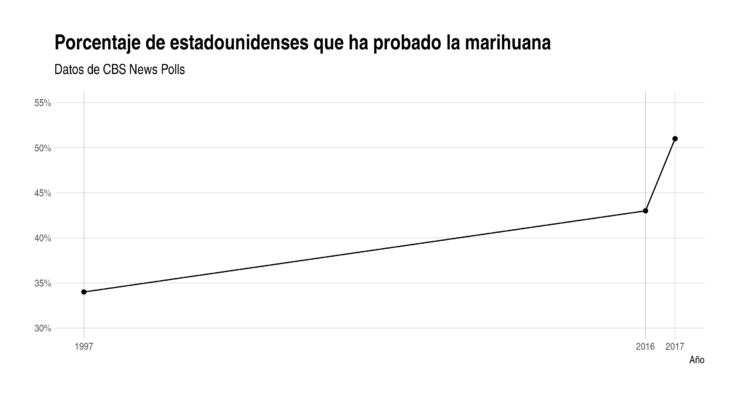 Porcentaje de estadounidenses que ha probado la marihuana
Datos de CBS News Polls
55%
50%
45%
40%
35%
30%
1997 2016 2017
Año